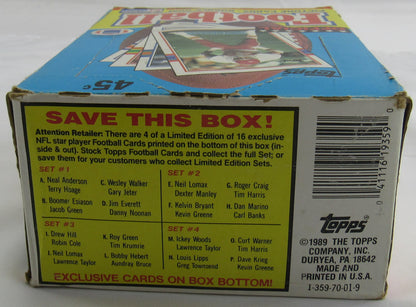 Football
45¢
Topps
SAVE THIS BOX!
Attention Retailer: There are 4 of a Limited Edition of 16 exclusive
NFL star player Football Cards printed on the bottom of this box (in-
side & out). Stock Topps Football Cards and collect the full Set; or
save them for your customers who collect Limited Edition Sets.
SET #1
A. Neal Anderson
Terry Hoage
B. Boomer Esiason
Jacob Green
C. Wesley Walker
Gary Jeter
D. Jim Everett
Danny Noonan
SET #2
E. Neil Lomax
Dexter Manley
F. Kelvin Bryant
Kevin Greene
G. Roger Craig
Tim Harris
H. Dan Marino
Carl Banks
SET #3
I. Drew Hill
Robin Cole
J. Neil Lomax
Lawrence Taylor
K. Roy Green
Tim Krumrie
L. Bobby Hebert
Aundray Bruce
SET #4
M. Ickey Woods
Lawrence Taylor
N. Louis Lipps
Greg Townsend
O. Curt Warner
Tim Harris
P. Dave Krieg
Kevin Greene
EXCLUSIVE CARDS ON BOX BOTTOM!
0 41116 19359 0
Topps
©1989 THE TOPPS
COMPANY, INC.
DURYEA, PA 18642
MADE AND
PRINTED IN U.S.A.
1-359-70-01-9